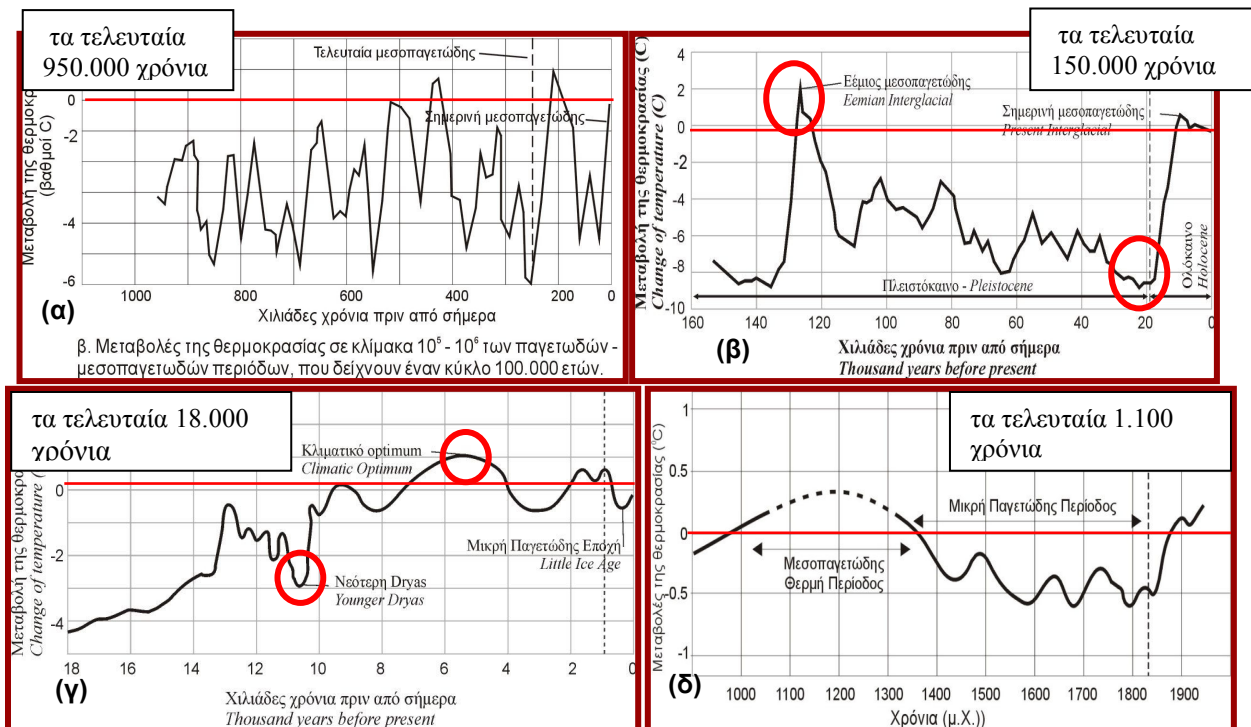 τα τελευταία
950.000 χρόνια
Μεταβολή της θερμοκρ
(βαθμοί C)
0
-2
-4
-6
Τελευταία μεσοπαγετώδης
Σημερινή μεσοπαγετώδης
1000
800
600
400
200
0
(α)
Χιλιάδες χρόνια πριν από σήμερα
β. Μεταβολές της θερμοκρασίας σε κλίμακα 10⁵ - 10⁶ των παγετωδών -
μεσοπαγετωδών περιόδων, που δείχνουν έναν κύκλο 100.000 ετών.
τα τελευταία
150.000 χρόνια
Μεταβολή της θερμοκρασίας (C)
Change of temperature (C)
4
2
0
-2
-4
-6
-8
-10
Εέμιος μεσοπαγετώδης
Eemian Interglacial
Σημερινή μεσοπαγετώδης
Present Interglacial
Πλειστόκαινο - Pleistocene
Ολόκαινο
Holocene
160
140
120
100
80
60
40
20
0
(β)
Χιλιάδες χρόνια πριν από σήμερα
Thousand years before present
τα τελευταία 18.000
χρόνια
Μεταβολή της θερμοκρα
Change of temperature (
0
-2
-4
Κλιματικό optimum
Climatic Optimum
Νεότερη Dryas
Younger Dryas
Μικρή Παγετώδης Εποχή
Little Ice Age
18
16
14
12
10
8
6
4
2
0
(γ)
Χιλιάδες χρόνια πριν από σήμερα
Thousand years before present
τα τελευταία 1.100
χρόνια
Μεταβολές της θερμοκρασίας (°C)
1
0.5
0
-0.5
-1
Μικρή Παγετώδης Περίοδος
Μεσοπαγετώδης
Θερμή Περίοδος
1000
1100
1200
1300
1400
1500
1600
1700
1800
1900
(δ)
Χρόνια (μ.Χ.))